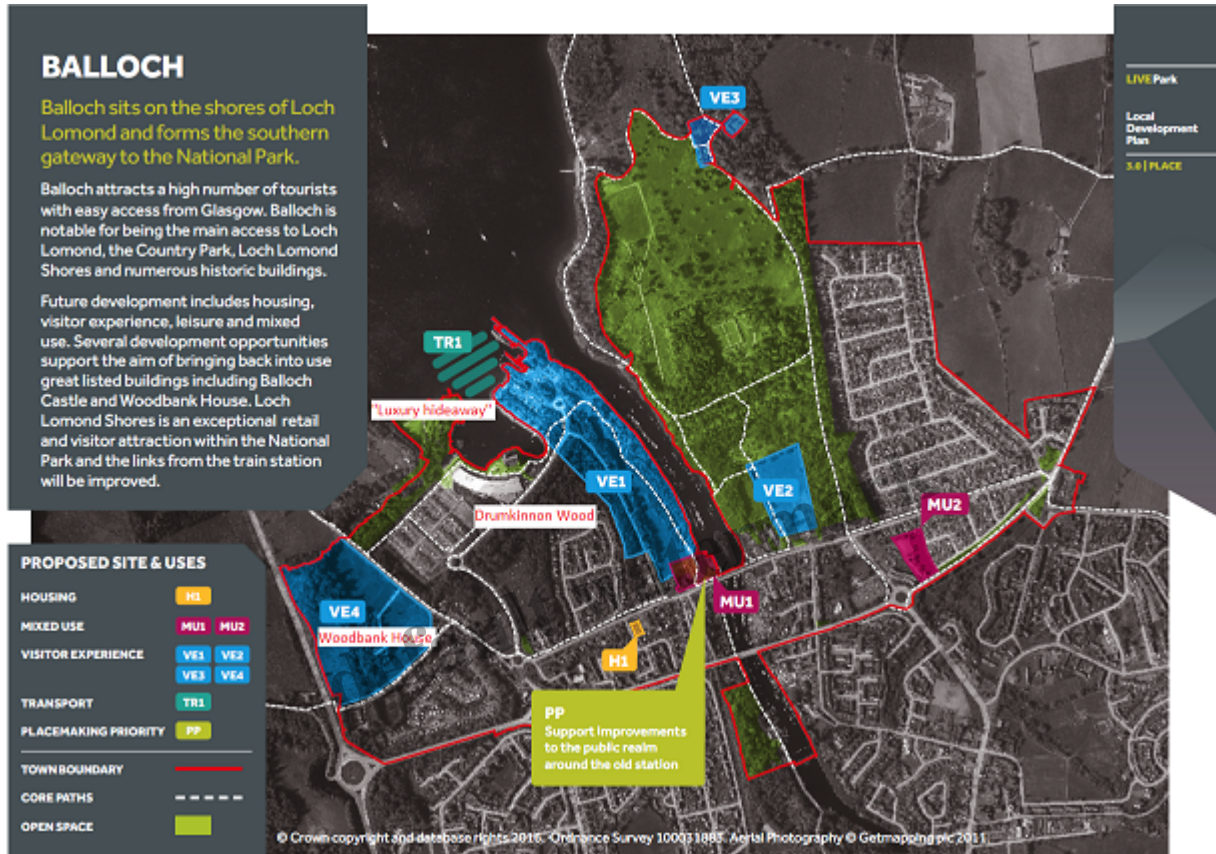 BALLOCH
Balloch sits on the shores of Loch
Lomond and forms the southern
gateway to the National Park.
Balloch attracts a high number of tourists
with easy access from Glasgow. Balloch is
notable for being the main access to Loch
Lomond, the Country Park, Loch Lomond
Shores and numerous historic buildings.
Future development includes housing,
visitor experience, leisure and mixed
use. Several development opportunities
support the aim of bringing back into use
great listed buildings including Balloch
Castle and Woodbank House. Loch
Lomond Shores is an exceptional retail
and visitor attraction within the National
Park and the links from the train station
will be improved.
PROPOSED SITE & USES
HOUSING H1
MIXED USE MU1 MU2
VISITOR EXPERIENCE VE1 VE2
VE3 VE4
TRANSPORT TR1
PLACEMAKING PRIORITY PP
TOWN BOUNDARY
CORE PATHS
OPEN SPACE
VE3
TR1
"Luxury hideaway"
VE1
VE2
Drumkinnon Wood
MU2
VE4
Woodbank House
MU1
H1
PP
Support improvements
to the public realm
around the old station
© Crown copyright and database rights 2016. Ordnance Survey 100031883. Aerial Photography © Getmapping plc 2011
LIVE Park
Local
Development
Plan
3.0 | PLACE